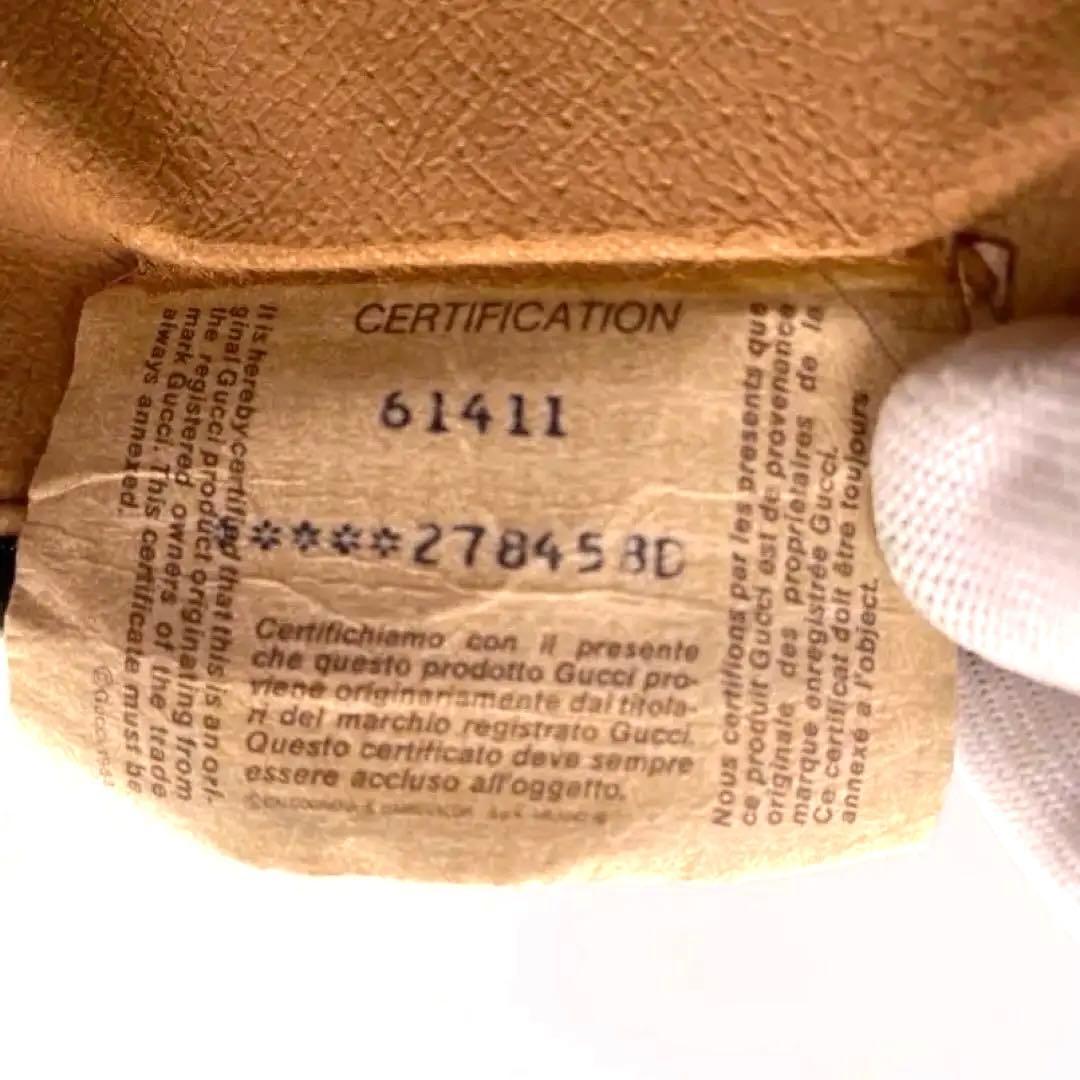 CERTIFICATION
61411
*****278458D
It is hereby certified that this is an ori-
ginal Gucci product originating from
the registered owners of the trade
mark Gucci. This certificate must be
always annexed.
Certifichiamo con il presente
che questo prodotto Gucci pro-
viene originariamente dai titola-
ri del marchio registrato Gucci.
Questo certificato deve sempre
essere accluso all'oggetto.
Nous certifions par les presents que
ce produit Gucci est de provenance
originale des proprietaires de la
marque enregistrée Gucci.
Ce certificat doit être toujours
annexé a l'object.
© Gucci